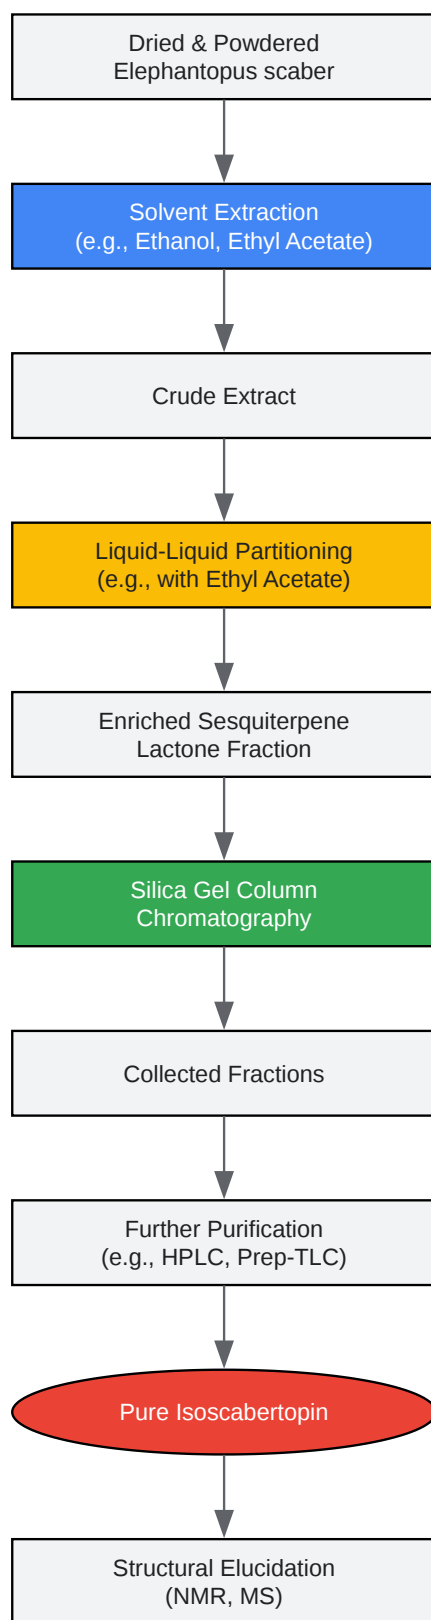 Dried & Powdered
Elephantopus scaber
Solvent Extraction
(e.g., Ethanol, Ethyl Acetate)
Crude Extract
Liquid-Liquid Partitioning
(e.g., with Ethyl Acetate)
Enriched Sesquiterpene
Lactone Fraction
Silica Gel Column
Chromatography
Collected Fractions
Further Purification
(e.g., HPLC, Prep-TLC)
Pure Isoscabertopin
Structural Elucidation
(NMR, MS)